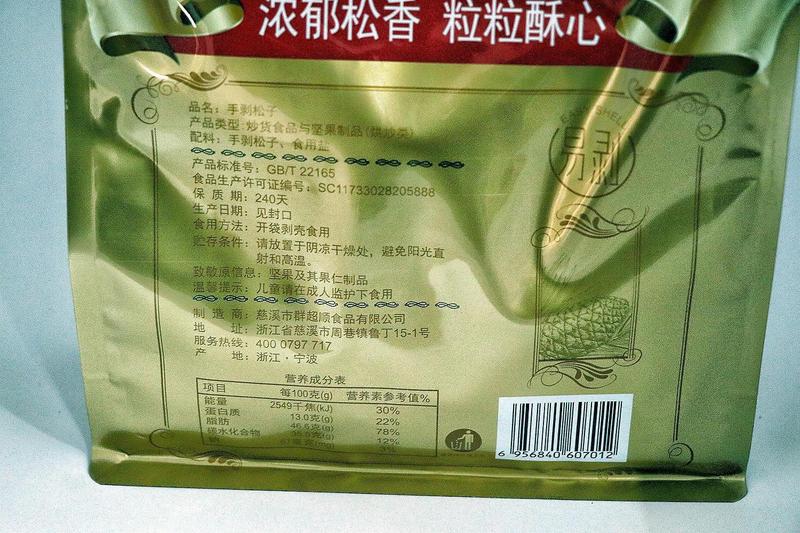 浓郁松香 粒粒酥心
品名：手剥松子
产品类型：炒货食品与坚果制品（烘炒类）
配料：手剥松子、食用盐
产品标准号：GB/T 22165
食品生产许可证编号：SC11733028205888
保 质 期：240天
生产日期：见封口
食用方法：开袋剥壳食用
贮存条件：请放置于阴凉干燥处，避免阳光直
射和高温。
致敏原信息：坚果及其果仁制品
温馨提示：儿童请在成人监护下食用
制 造 商：慈溪市群超顺食品有限公司
地 址：浙江省慈溪市周巷镇鲁丁15-1号
服务热线：400 0797 717
产 地：浙江·宁波
EASY SHELL
易剥
营养成分表
项目 每100克(g) 营养素参考值%
能量 2549千焦(kJ) 30%
蛋白质 13.0克(g) 22%
脂肪 46.6克(g) 78%
碳水化合物 12%
钠
6 956840 607012